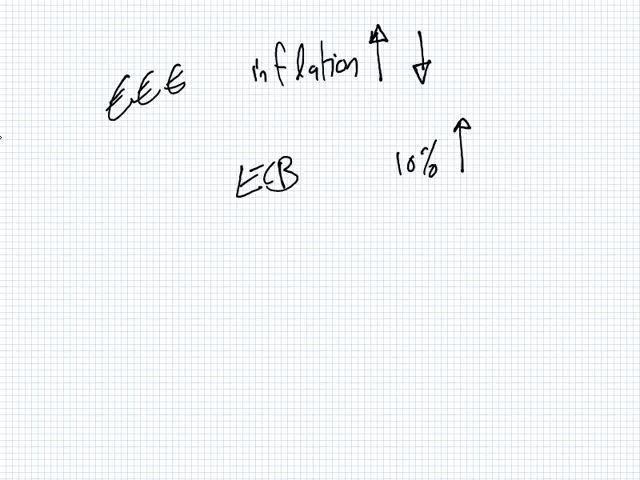 €€€ inflation ↑ ↓
ECB 10% ↑